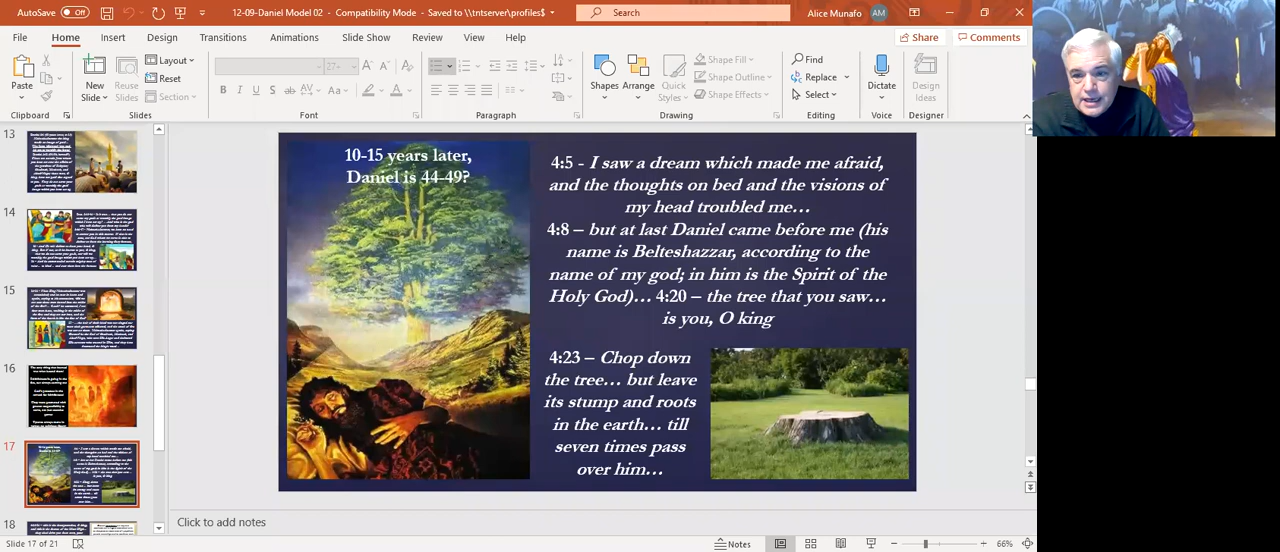 AutoSave Off
12-09-Daniel Model 02 - Compatibility Mode - Saved to \\tntserver\profiles$
Search
Alice Munafo AM
File Home Insert Design Transitions Animations Slide Show Review View Help
Share Comments
Paste
New Slide
Reuse Slides
Layout
Reset
Section
27+
B I U S ab AV Aa
Shapes
Arrange
Quick Styles
Shape Fill
Shape Outline
Shape Effects
Find
Replace
Select
Dictate
Design Ideas
Clipboard Slides Font Paragraph Drawing Editing Voice Designer
13
14
15
16
17
18
10-15 years later,
Daniel is 44-49?
4:5 - I saw a dream which made me afraid,
and the thoughts on bead and the visions of
my head troubled me…
4:8 – but at last Daniel came before me (his
name is Belteshazzar, according to the
name of my god; in him is the Spirit of the
Holy God)… 4:20 – the tree that you saw…
is you, O king
4:23 – Chop down
the tree… but leave
its stump and roots
in the earth… till
seven times pass
over him…
Click to add notes
Slide 17 of 21
Notes
66%